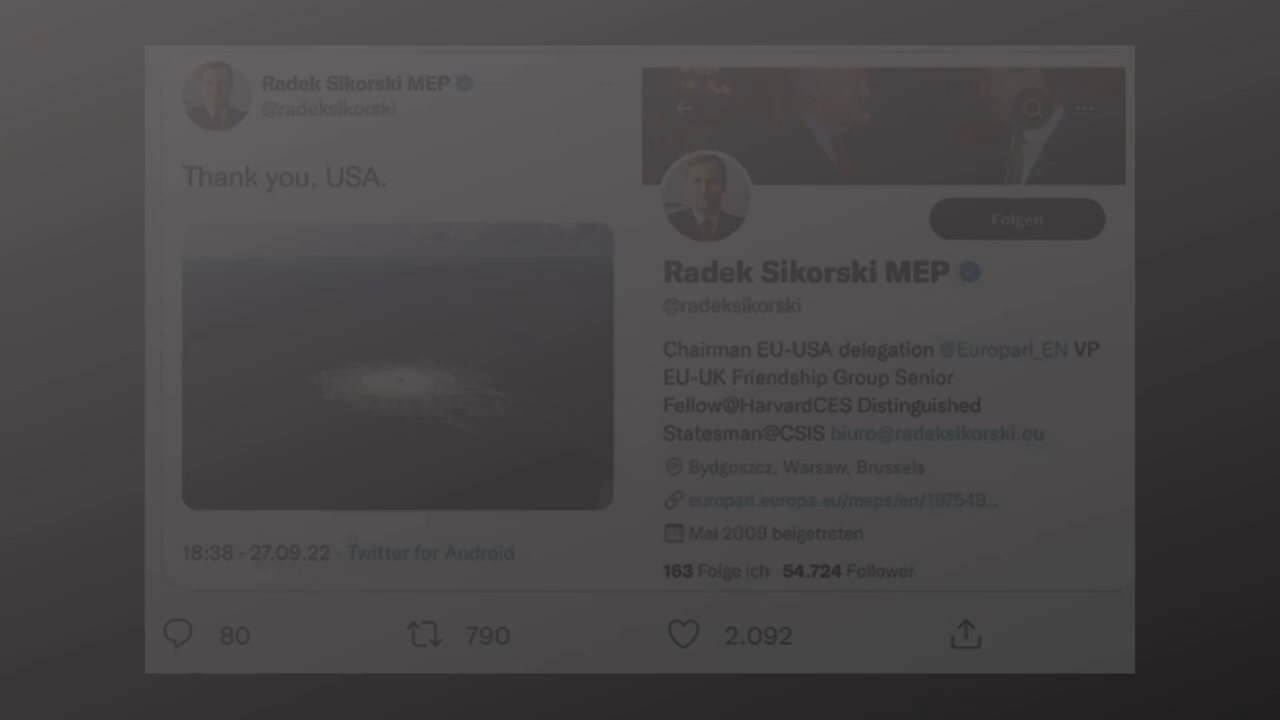 Radek Sikorski MEP
@radeksikorski
Thank you, USA.
18:38 · 27.09.22 · Twitter for Android
Folgen
Radek Sikorski MEP
@radeksikorski
Chairman EU-USA delegation @Europarl_EN VP
EU-UK Friendship Group Senior
Fellow@HarvardCES Distinguished
Statesman@CSIS biuro@radeksikorski.eu
Bydgoszcz, Warsaw, Brussels
europarl.europa.eu/meps/en/197548...
Mai 2009 beigetreten
163 Folge ich 54.724 Follower
80 790 2.092